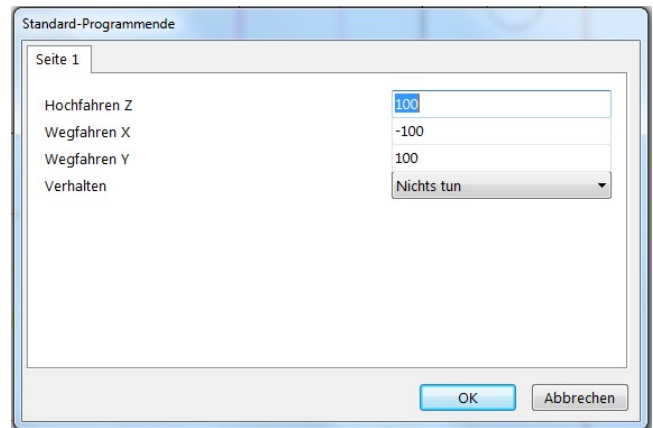 Standard-Programmende
Seite 1
Hochfahren Z 100
Wegfahren X -100
Wegfahren Y 100
Verhalten Nichts tun
OK Abbrechen